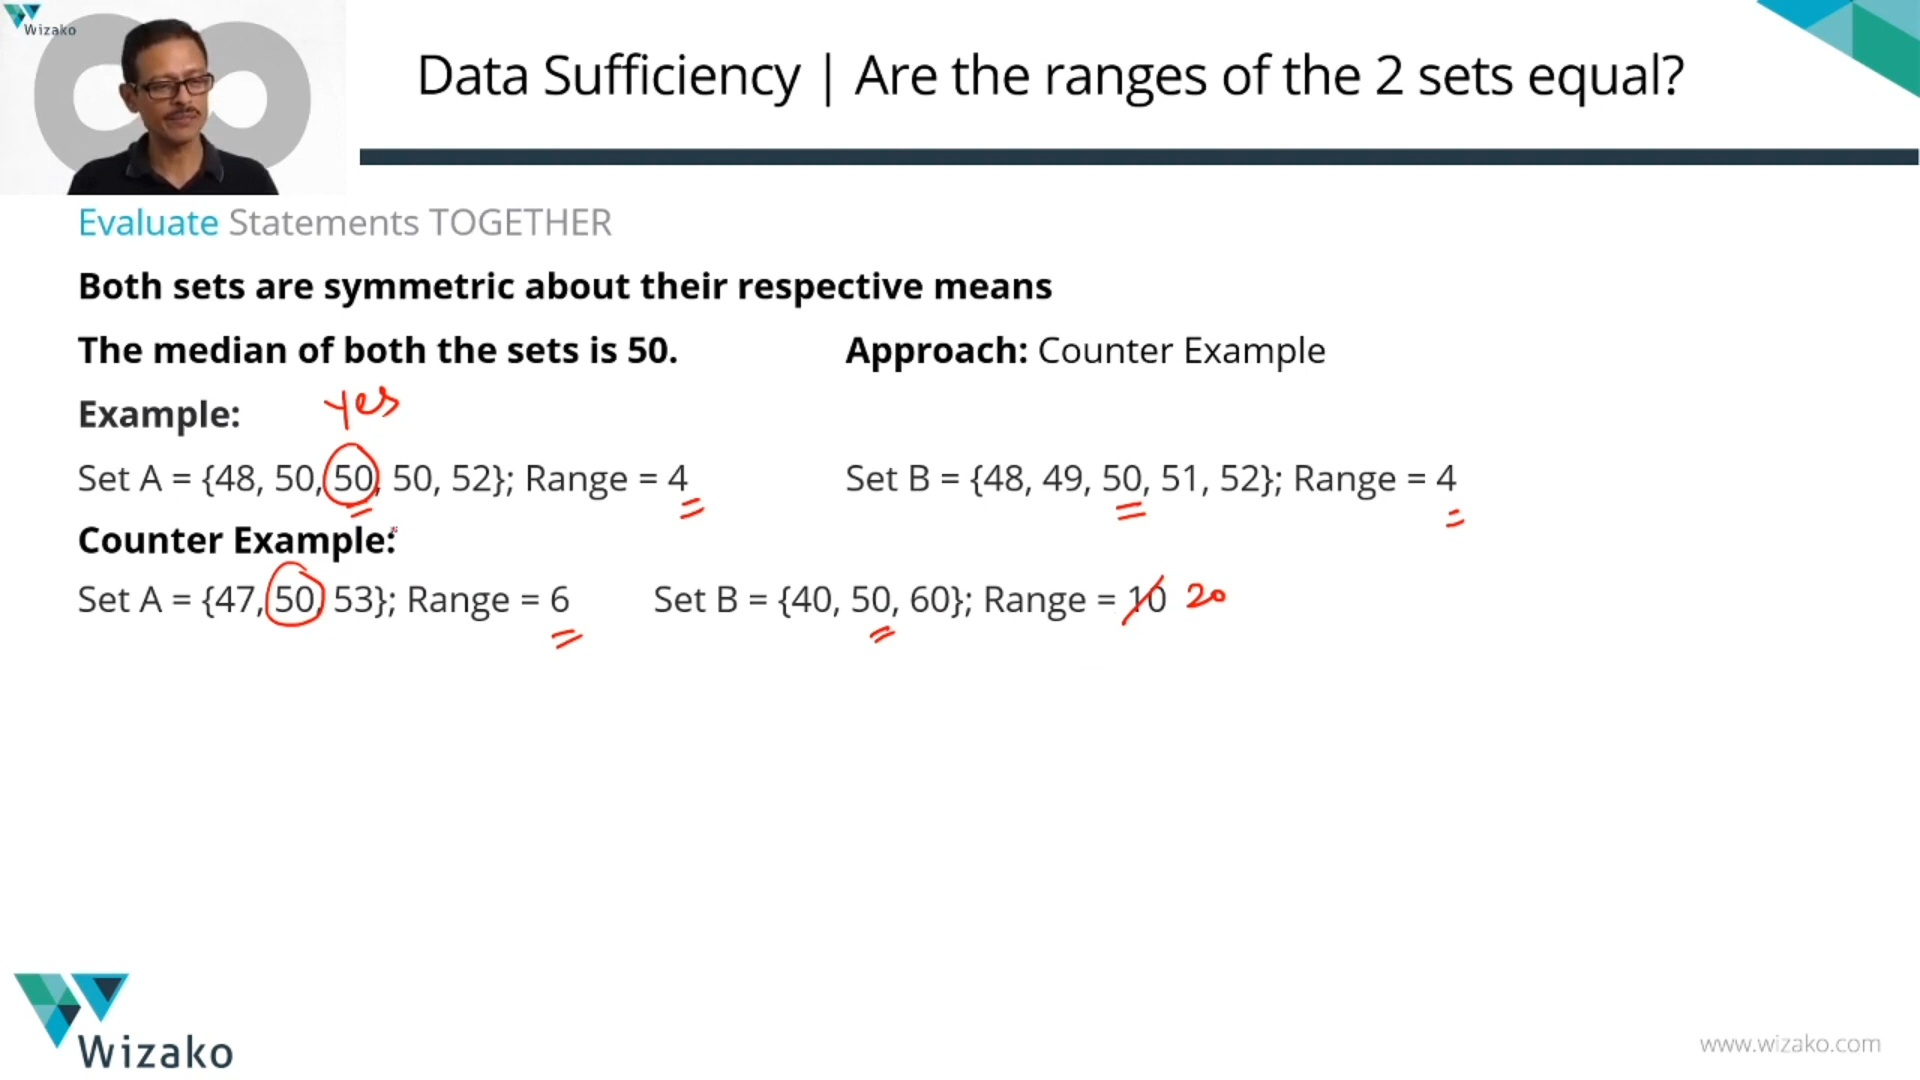 Wizako
Data Sufficiency | Are the ranges of the 2 sets equal?
Evaluate Statements TOGETHER
Both sets are symmetric about their respective means
The median of both the sets is 50.
Approach: Counter Example
yes
Example:
Set A = {48, 50, 50, 50, 52}; Range = 4
Set B = {48, 49, 50, 51, 52}; Range = 4
Counter Example:
Set A = {47, 50, 53}; Range = 6
Set B = {40, 50, 60}; Range = 10 20
Wizako
www.wizako.com